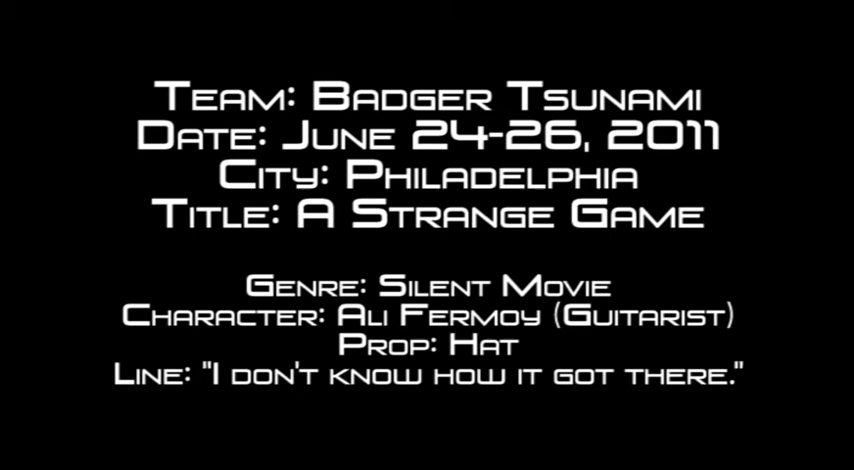 Team: Badger Tsunami
Date: June 24-26, 2011
City: Philadelphia
Title: A Strange Game
Genre: Silent Movie
Character: Ali Fermoy (Guitarist)
Prop: Hat
Line: "I don't know how it got there."